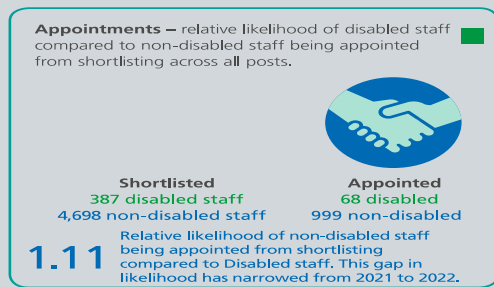 Appointments – relative likelihood of disabled staff
compared to non-disabled staff being appointed
from shortlisting across all posts.
Shortlisted
387 disabled staff
4,698 non-disabled staff
Appointed
68 disabled
999 non-disabled
1.11
Relative likelihood of non-disabled staff
being appointed from shortlisting
compared to Disabled staff. This gap in
likelihood has narrowed from 2021 to 2022.